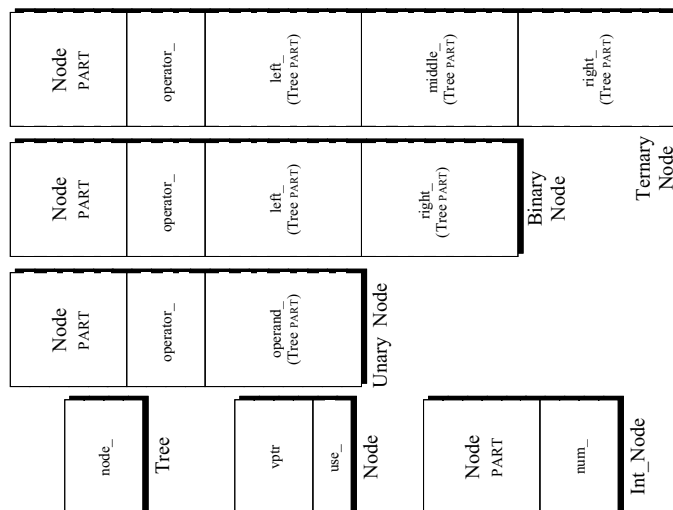 Node
PART
operator_
left_
(Tree PART)
middle_
(Tree PART)
right_
(Tree PART)
Ternary
Node
Node
PART
operator_
left_
(Tree PART)
right_
(Tree PART)
Binary
Node
Node
PART
operator_
operand_
(Tree PART)
Unary Node
node_
Tree
vptr
use_
Node
Node
PART
num_
Int_Node